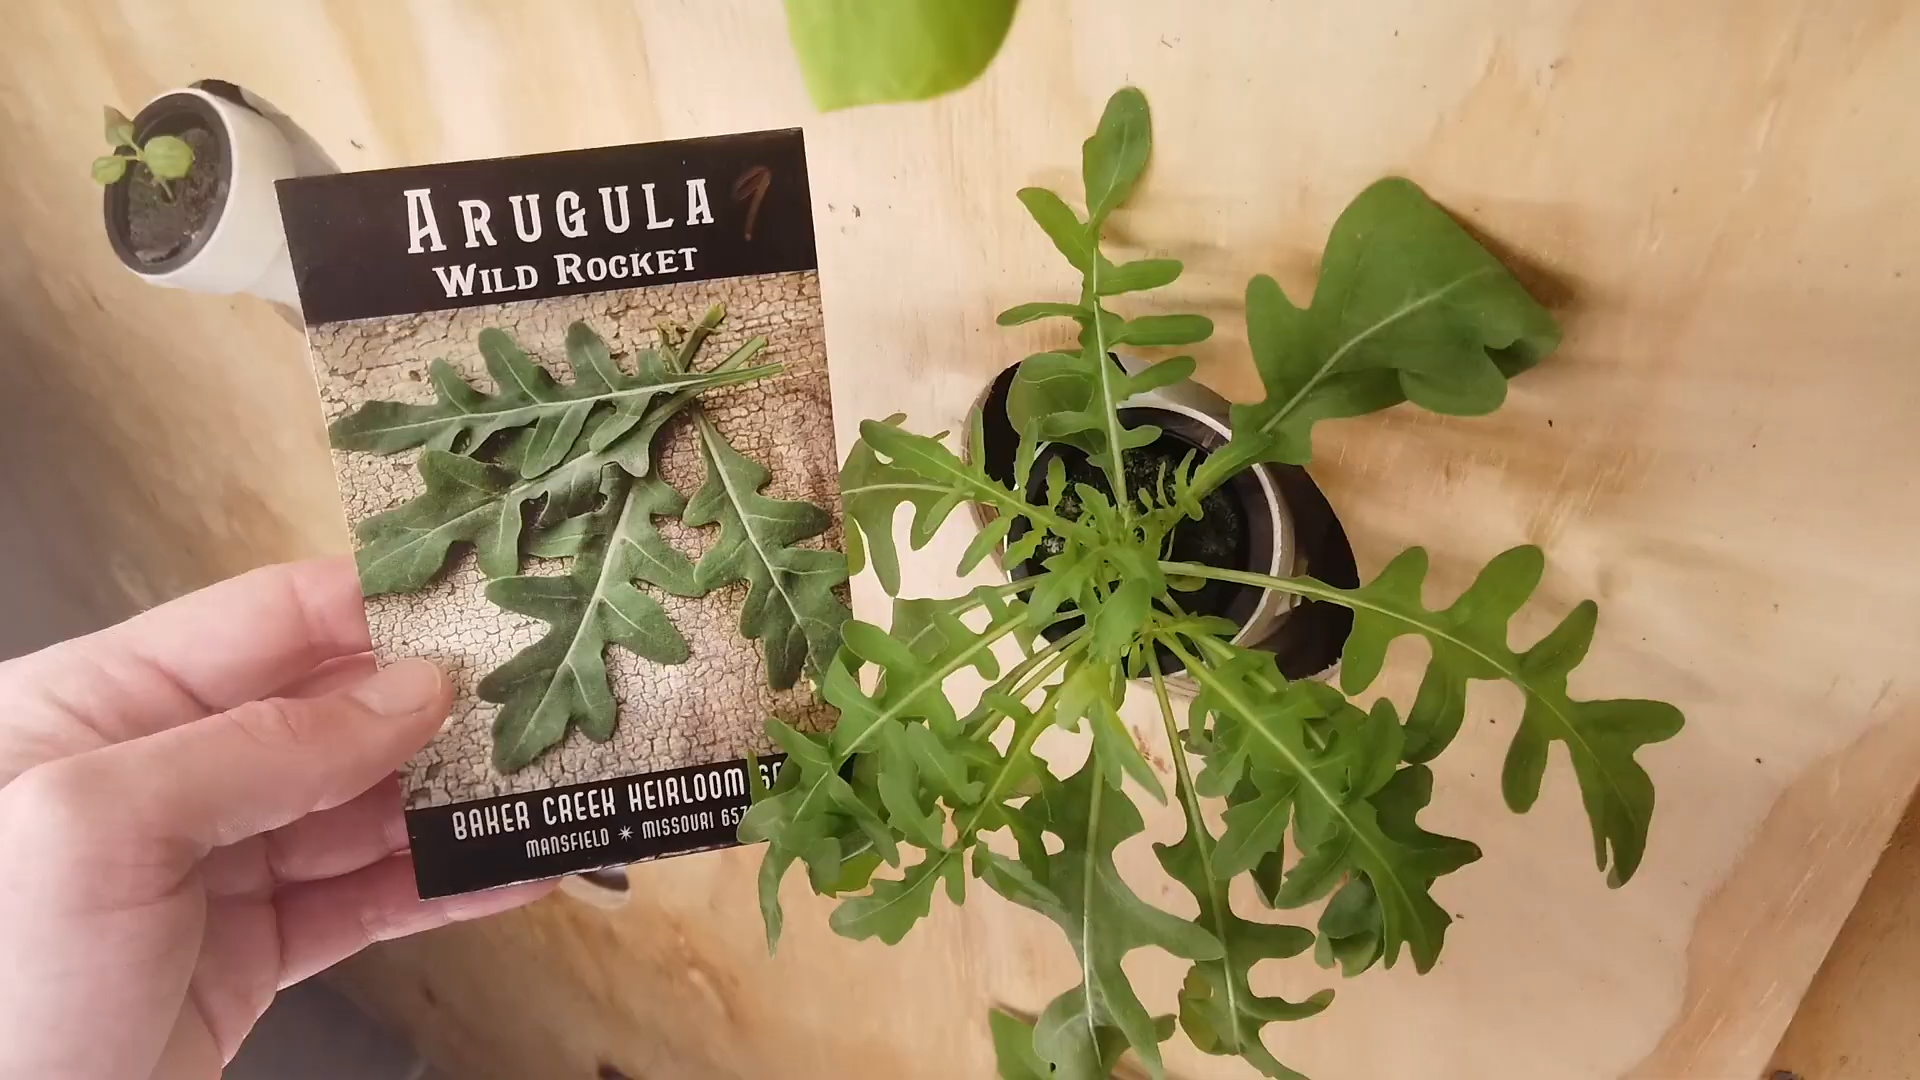 ARUGULA 9
WILD ROCKET
BAKER CREEK HEIRLOOM
MANSFIELD ✴ MISSOURI